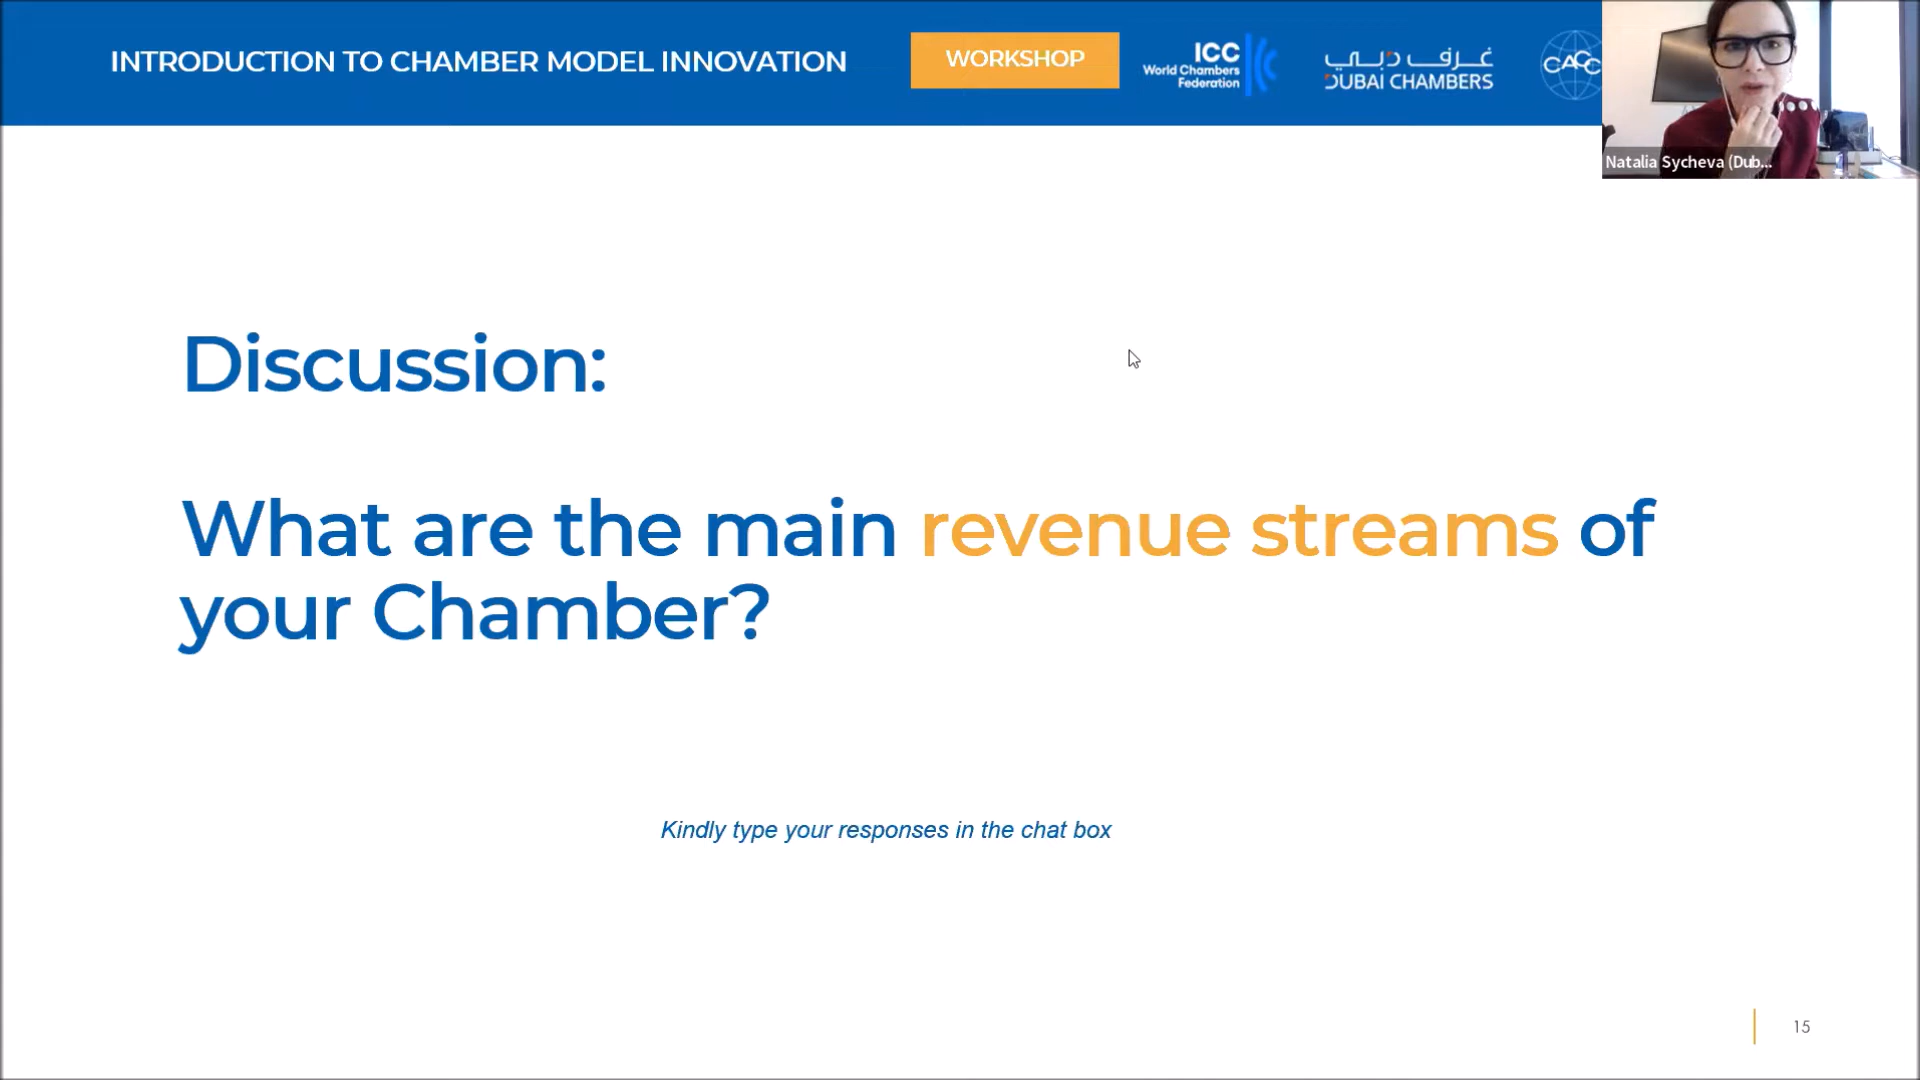 INTRODUCTION TO CHAMBER MODEL INNOVATION
WORKSHOP
ICC
World Chambers
Federation
غرف دبي
DUBAI CHAMBERS
CACC
Natalia Sycheva (Dub...
Discussion:
What are the main revenue streams of
your Chamber?
Kindly type your responses in the chat box
15